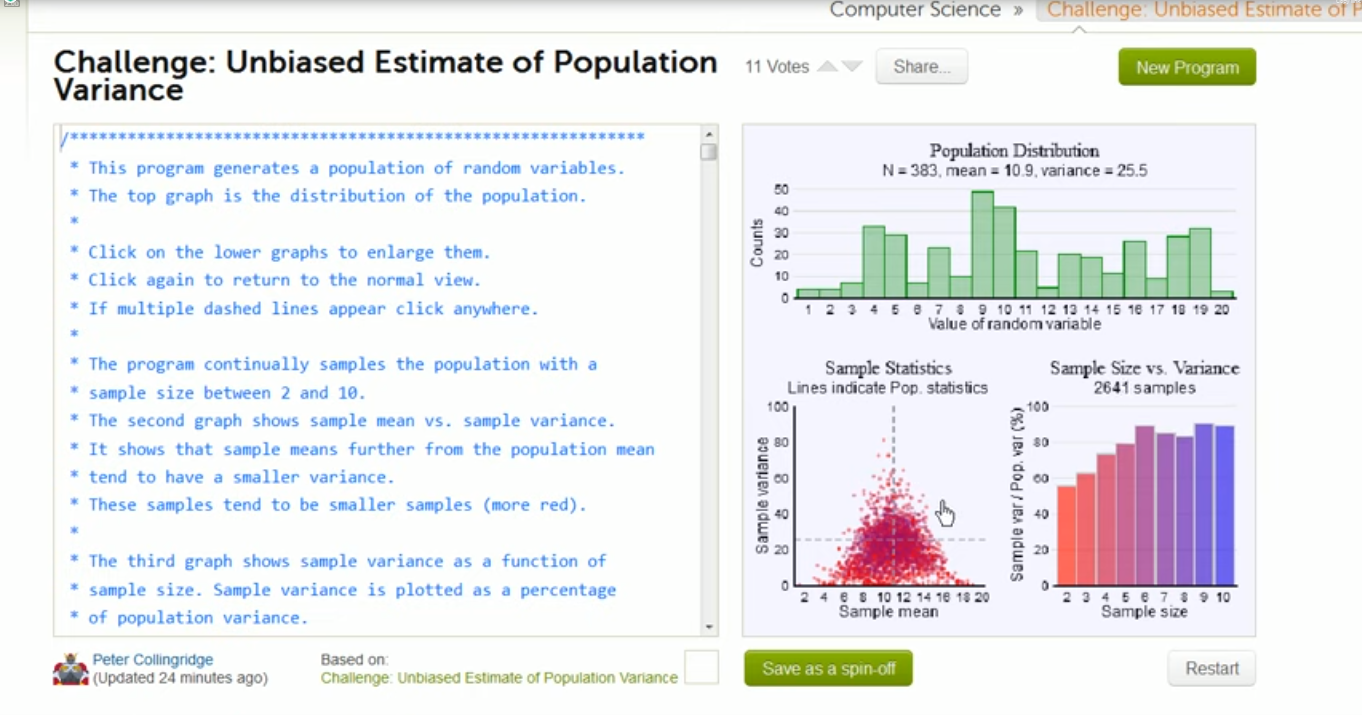 Computer Science » Challenge: Unbiased Estimate of P
Challenge: Unbiased Estimate of Population
Variance
11 Votes
Share...
New Program
/************************************************************
* This program generates a population of random variables.
* The top graph is the distribution of the population.
*
* Click on the lower graphs to enlarge them.
* Click again to return to the normal view.
* If multiple dashed lines appear click anywhere.
*
* The program continually samples the population with a
* sample size between 2 and 10.
* The second graph shows sample mean vs. sample variance.
* It shows that sample means further from the population mean
* tend to have a smaller variance.
* These samples tend to be smaller samples (more red).
*
* The third graph shows sample variance as a function of
* sample size. Sample variance is plotted as a percentage
* of population variance.
Population Distribution
N = 383, mean = 10.9, variance = 25.5
Counts
50
40
30
20
10
0
1 2 3 4 5 6 7 8 9 10 11 12 13 14 15 16 17 18 19 20
Value of random variable
Sample Statistics
Lines indicate Pop. statistics
Sample variance
100
80
60
40
20
0
2 4 6 8 10 12 14 16 18 20
Sample mean
Sample Size vs. Variance
2641 samples
Sample var / Pop. var (%)
100
80
60
40
20
0
2 3 4 5 6 7 8 9 10
Sample size
Peter Collingridge
(Updated 24 minutes ago)
Based on:
Challenge: Unbiased Estimate of Population Variance
Save as a spin-off
Restart